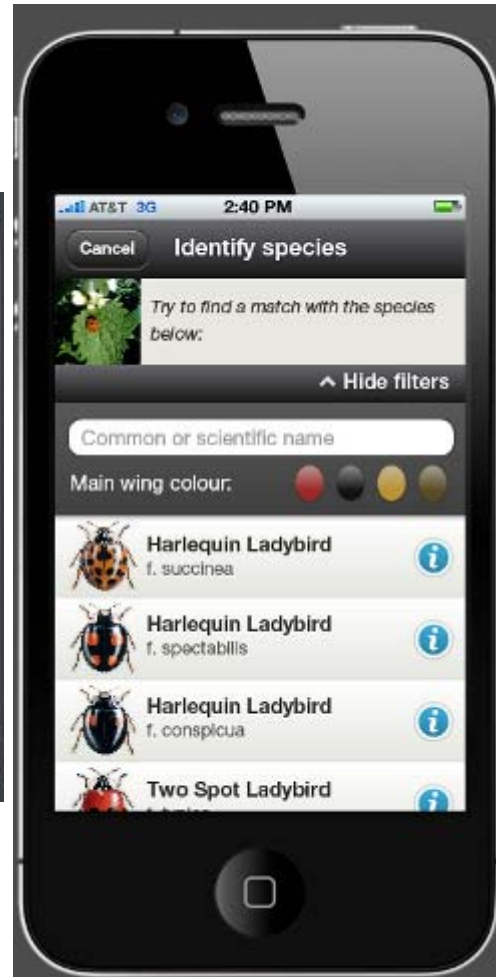 AT&T 3G 2:40 PM
Cancel Identify species
Try to find a match with the species
below:
Hide filters
Common or scientific name
Main wing colour:
Harlequin Ladybird
f. succinea
Harlequin Ladybird
f. spectabilis
Harlequin Ladybird
f. conspicua
Two Spot Ladybird